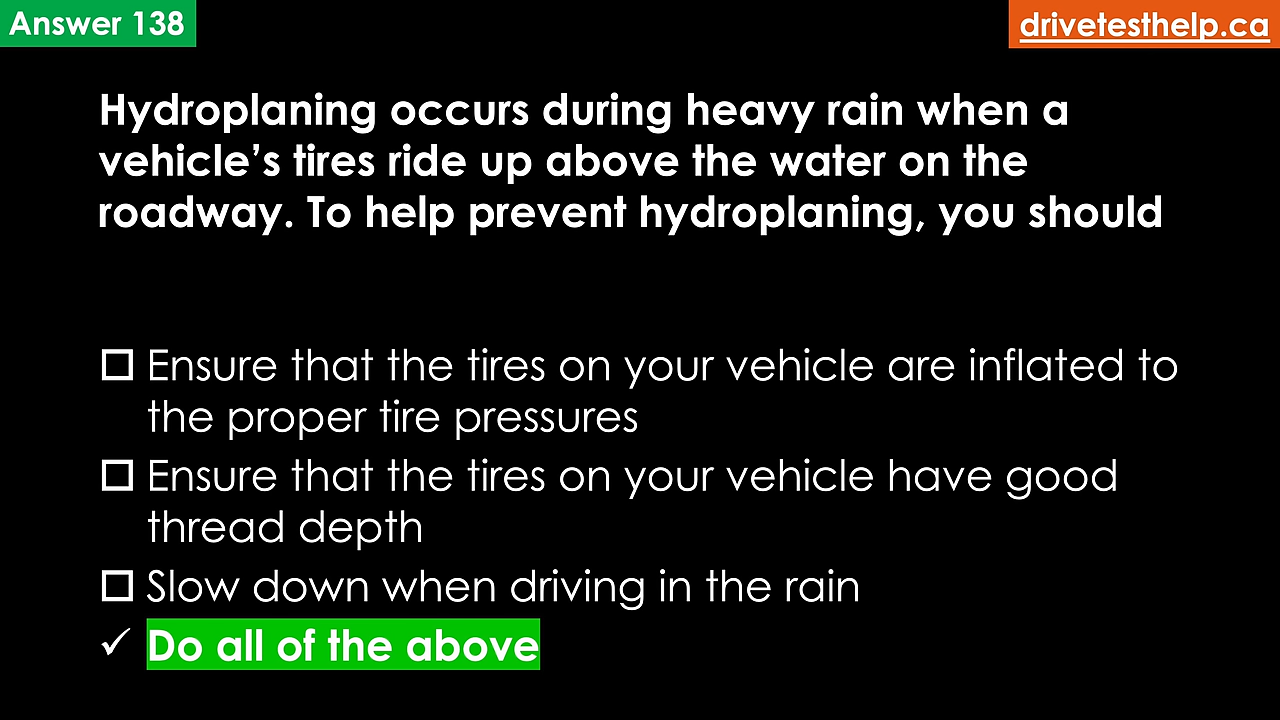 Answer 138
drivetesthelp.ca
Hydroplaning occurs during heavy rain when a
vehicle’s tires ride up above the water on the
roadway. To help prevent hydroplaning, you should
Ensure that the tires on your vehicle are inflated to
the proper tire pressures
Ensure that the tires on your vehicle have good
thread depth
Slow down when driving in the rain
Do all of the above